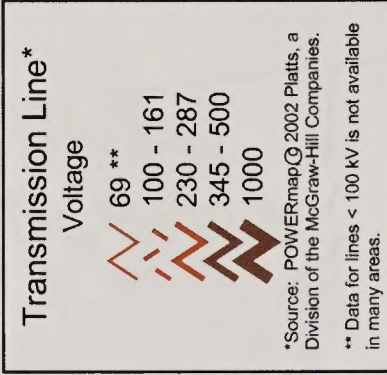 Transmission Line*
Voltage
69 **
100 - 161
230 - 287
345 - 500
1000
*Source: POWERmap@ 2002 Platts, a
Division of the McGraw-Hill Companies.
** Data for lines < 100 kV is not available
in many areas.